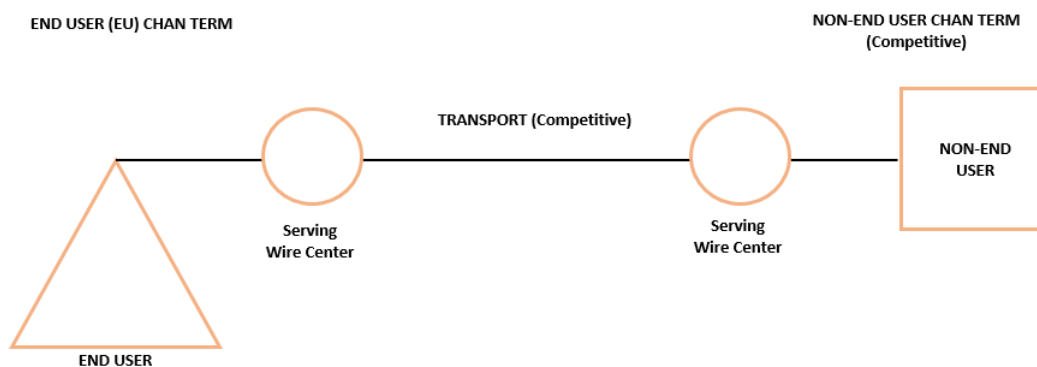 END USER (EU) CHAN TERM
NON-END USER CHAN TERM
(Competitive)
TRANSPORT (Competitive)
NON-END
USER
Serving
Wire Center
Serving
Wire Center
END USER